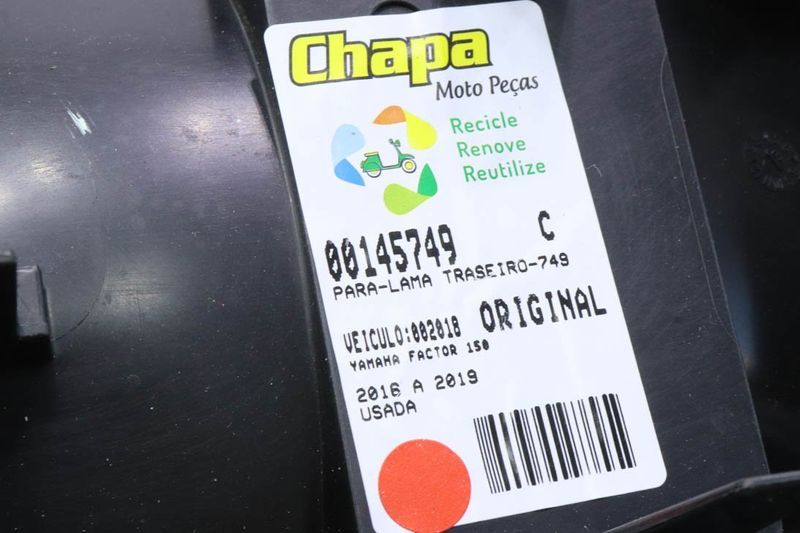 Chapa
Moto Peças
Recicle
Renove
Reutilize
00145749 C
PARA-LAMA TRASEIRO-749
VEICULO:002018 ORIGINAL
YAMAHA FACTOR 150
2016 A 2019
USADA